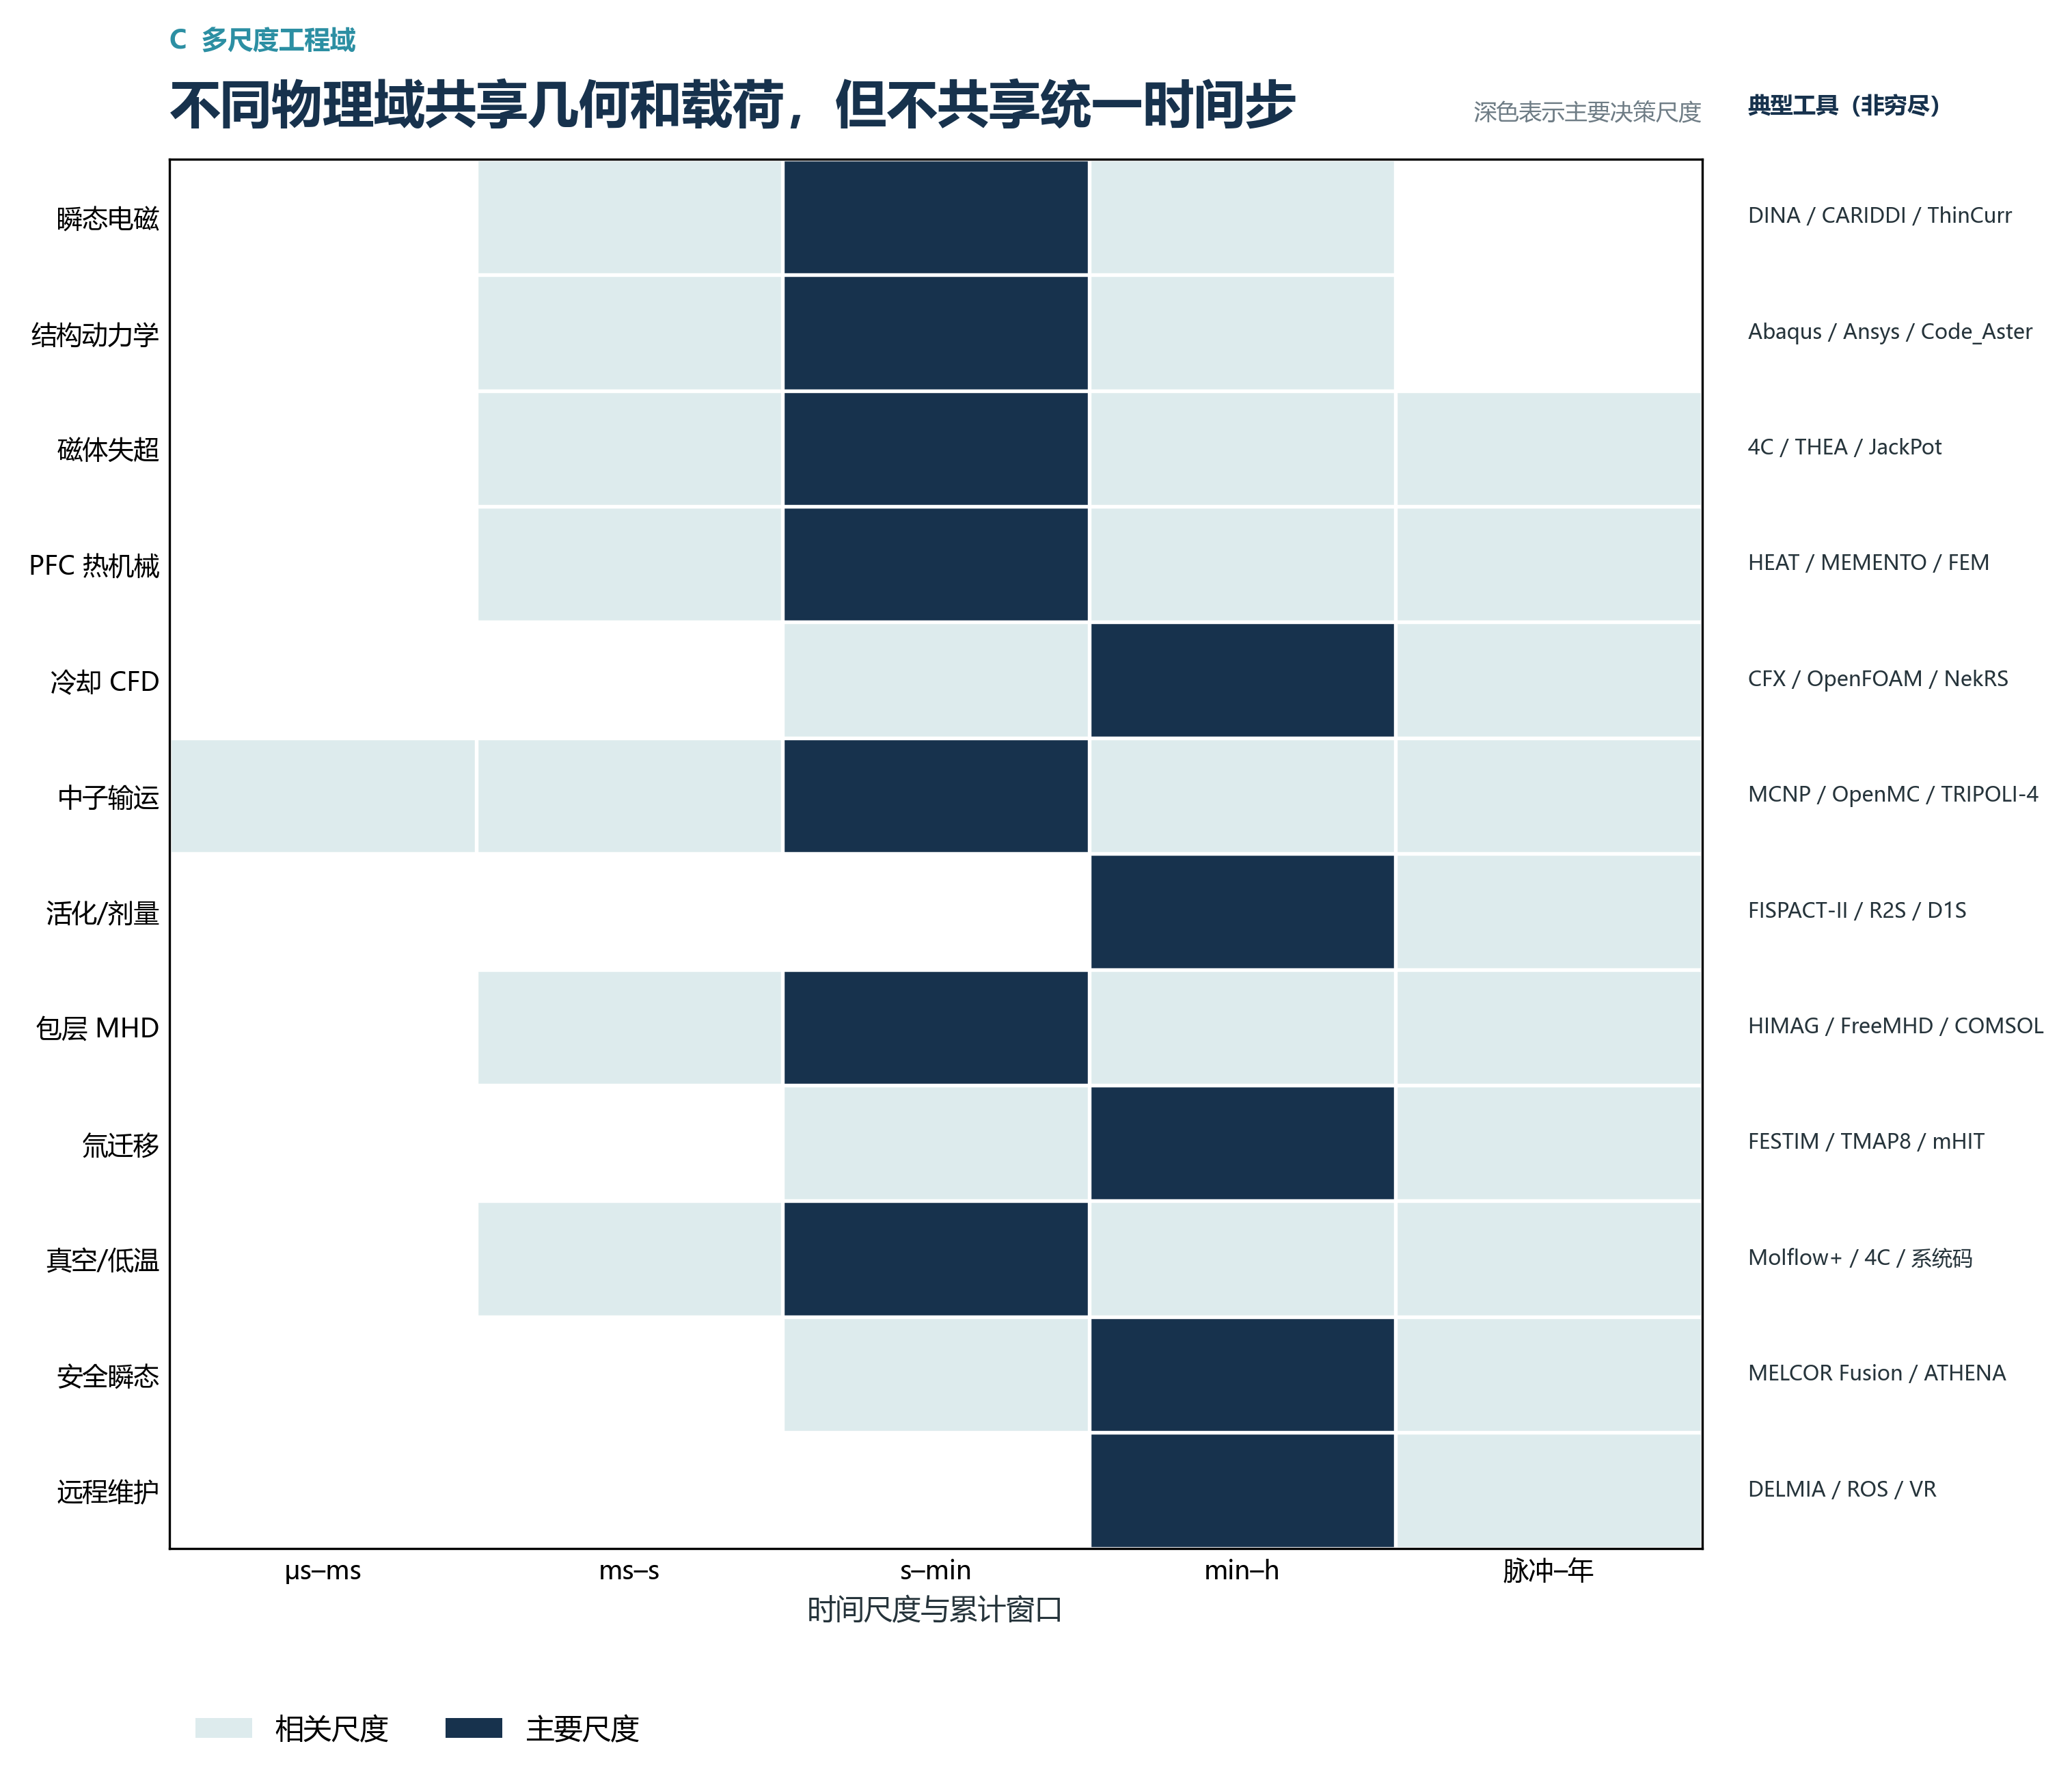 C 多尺度工程域
不同物理域共享几何和载荷，但不共享统一时间步
深色表示主要决策尺度
典型工具（非穷尽）
瞬态电磁
DINA / CARIDDI / ThinCurr
结构动力学
Abaqus / Ansys / Code_Aster
磁体失超
4C / THEA / JackPot
PFC 热机械
HEAT / MEMENTO / FEM
冷却 CFD
CFX / OpenFOAM / NekRS
中子输运
MCNP / OpenMC / TRIPOLI-4
活化/剂量
FISPACT-II / R2S / D1S
包层 MHD
HIMAG / FreeMHD / COMSOL
氚迁移
FESTIM / TMAP8 / mHIT
真空/低温
Molflow+ / 4C / 系统码
安全瞬态
MELCOR Fusion / ATHENA
远程维护
DELMIA / ROS / VR
μs–ms
ms–s
s–min
min–h
脉冲–年
时间尺度与累计窗口
相关尺度
主要尺度